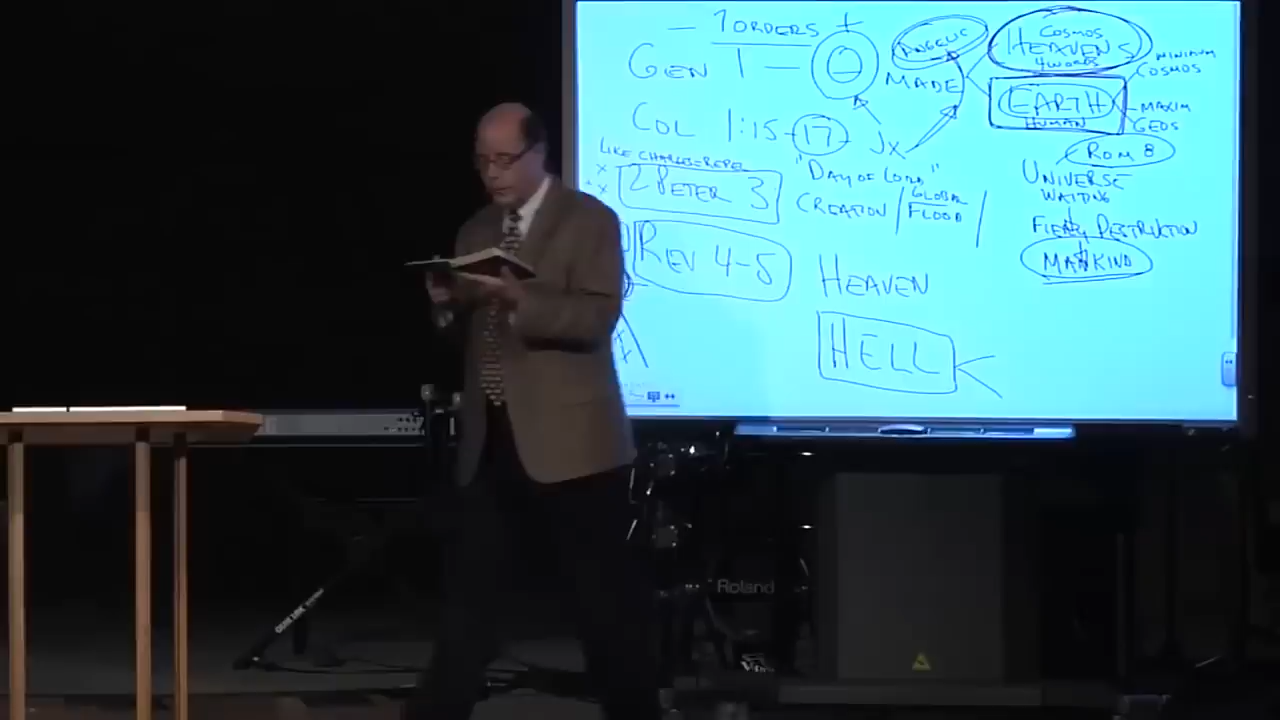 7 ORDERS +
GEN 1 — MADE
ANGELIC
COSMOS
HEAVENS
4 WORDS
MINIMUM
COSMOS
EARTH
HUMAN
MAXIM
GEOS
COL 1:15-17 JX
ROM 8
LIKE CHARGES REPEL
2 PETER 3
"DAY OF LORD"
CREATION / GLOBAL FLOOD /
UNIVERSE
WAITING
FIERY DESTRUCTION
MANKIND
REV 4-5
HEAVEN
HELL
Roland